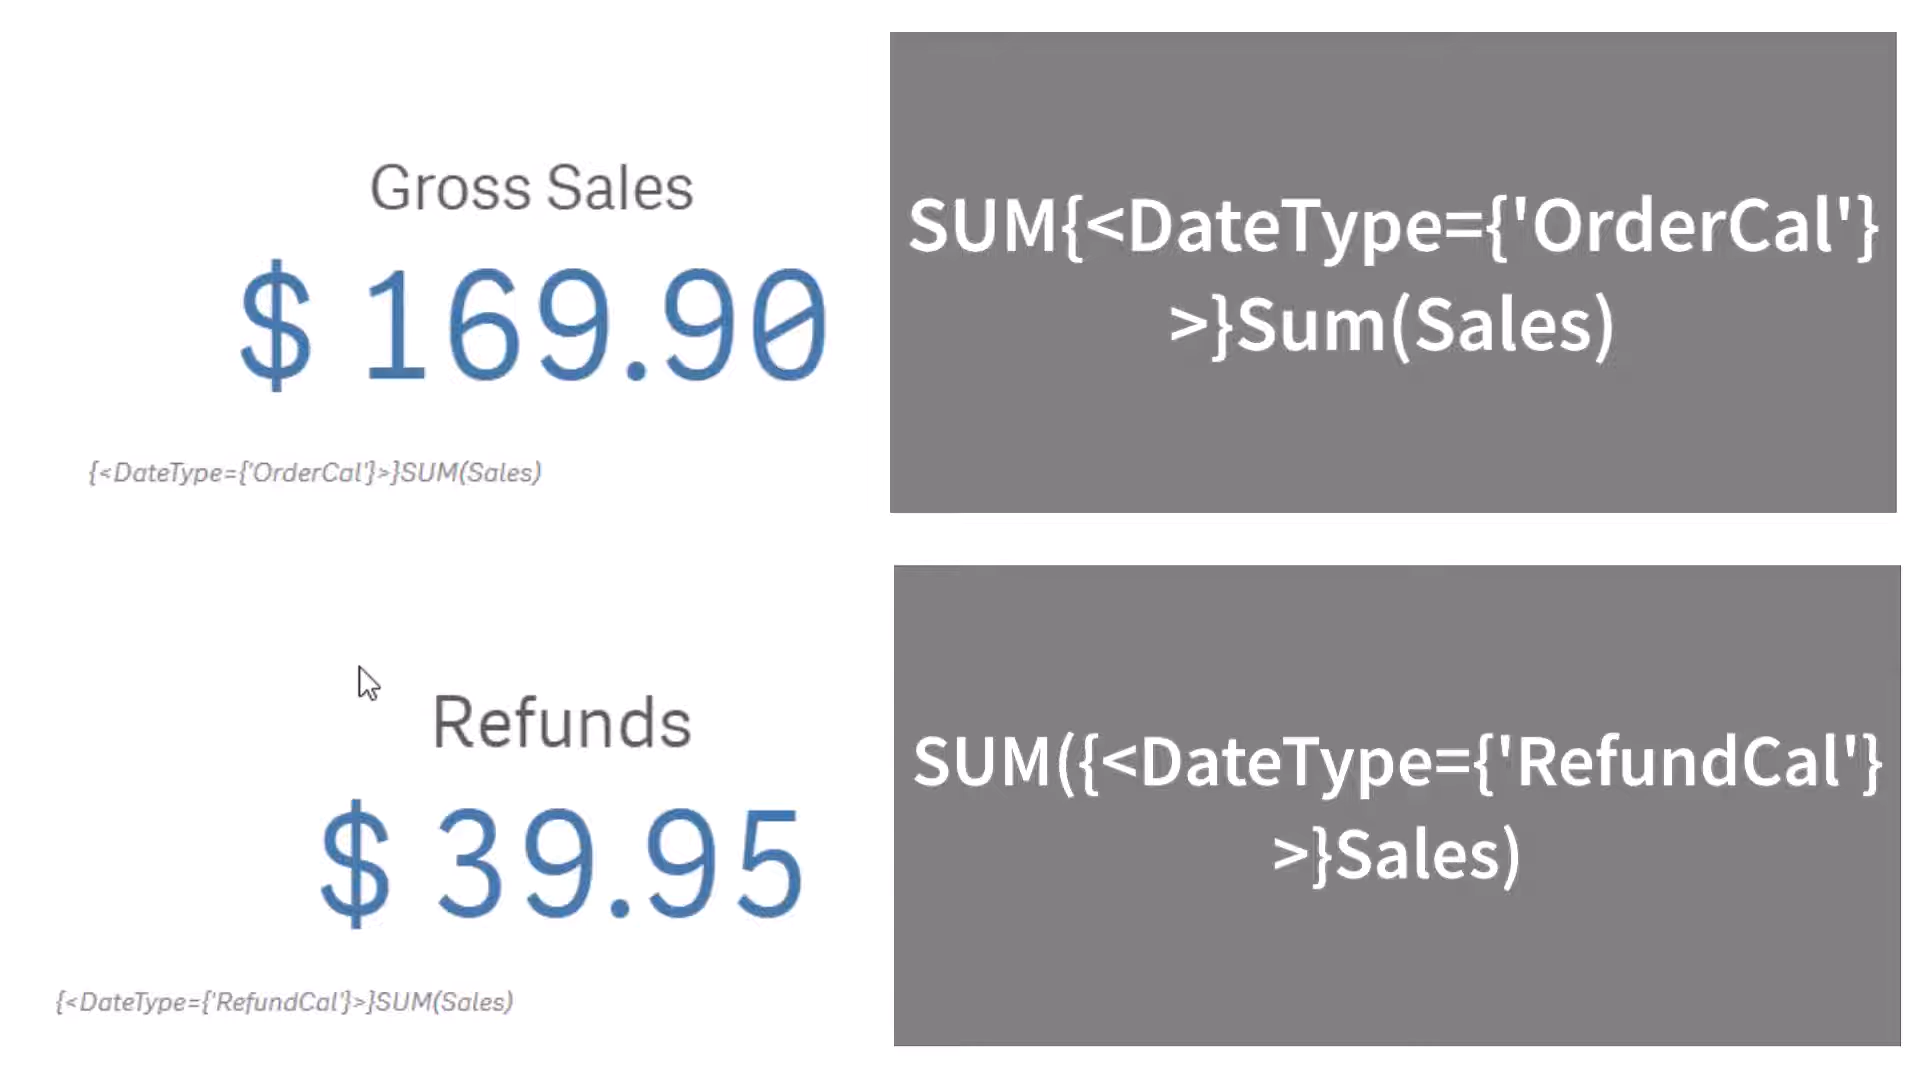 Gross Sales
$ 169.90
{<DateType={'OrderCal'}>}SUM(Sales)
SUM{<DateType={'OrderCal'}
>}Sum(Sales)
Refunds
$ 39.95
{<DateType={'RefundCal'}>}SUM(Sales)
SUM({<DateType={'RefundCal'}
>}Sales)